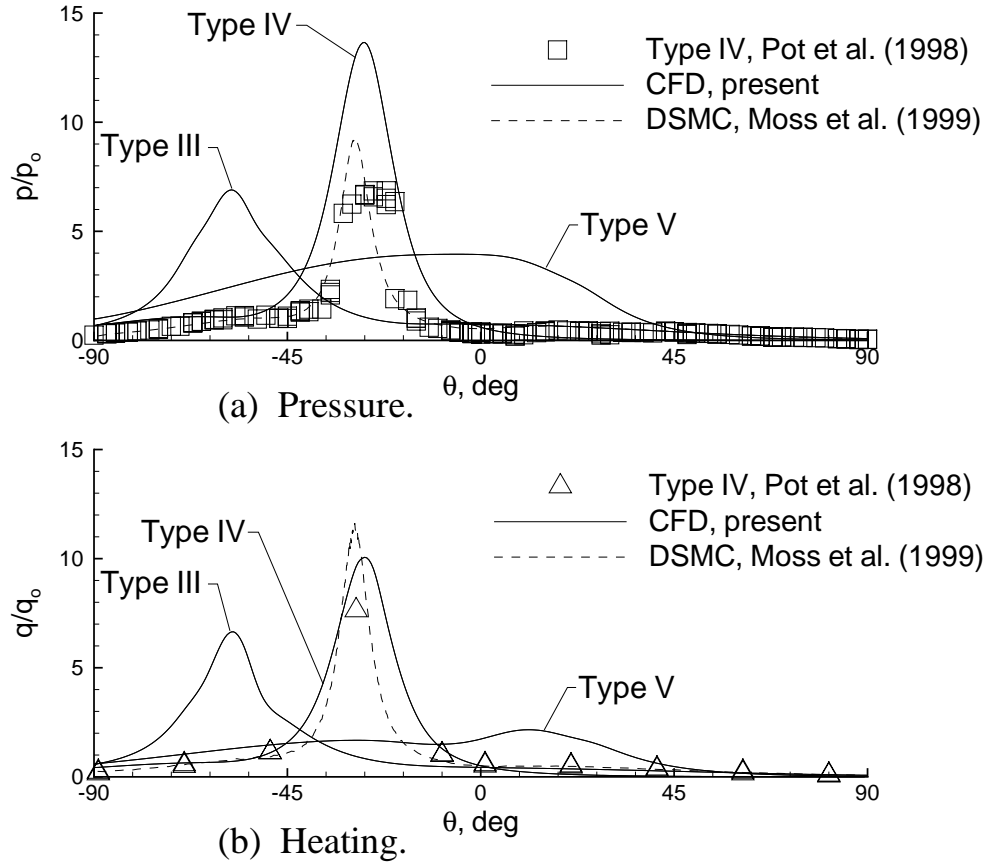 15
Type IV
Type IV, Pot et al. (1998)
CFD, present
DSMC, Moss et al. (1999)
10
Type III
p/p₀
Type V
5
0
-90
-45
0
45
90
θ, deg
(a) Pressure.
15
Type IV, Pot et al. (1998)
CFD, present
DSMC, Moss et al. (1999)
Type IV
10
Type III
q/q₀
5
Type V
0
-90
-45
0
45
90
θ, deg
(b) Heating.